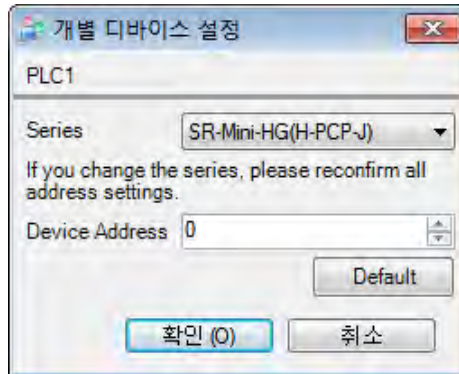 개별 디바이스 설정
PLC1
Series SR-Mini-HG(H-PCP-J)
If you change the series, please reconfirm all
address settings.
Device Address 0
Default
확인 (O) 취소